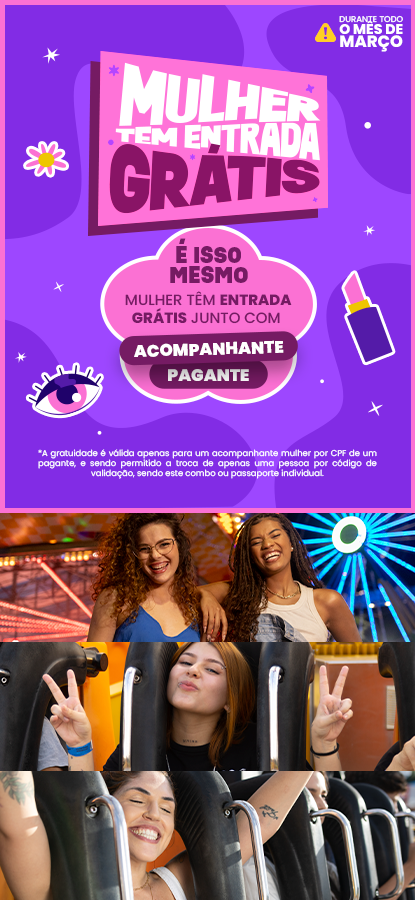 DURANTE TODO
O MÊS DE
MARÇO
MULHER
TEM ENTRADA
GRÁTIS
É ISSO
MESMO
MULHER TÊM ENTRADA
GRÁTIS JUNTO COM
ACOMPANHANTE
PAGANTE
*A gratuidade é válida apenas para um acompanhante mulher por CPF de um
pagante, e sendo permitido a troca de apenas uma pessoa por código de
validação, sendo este combo ou passaporte individual.